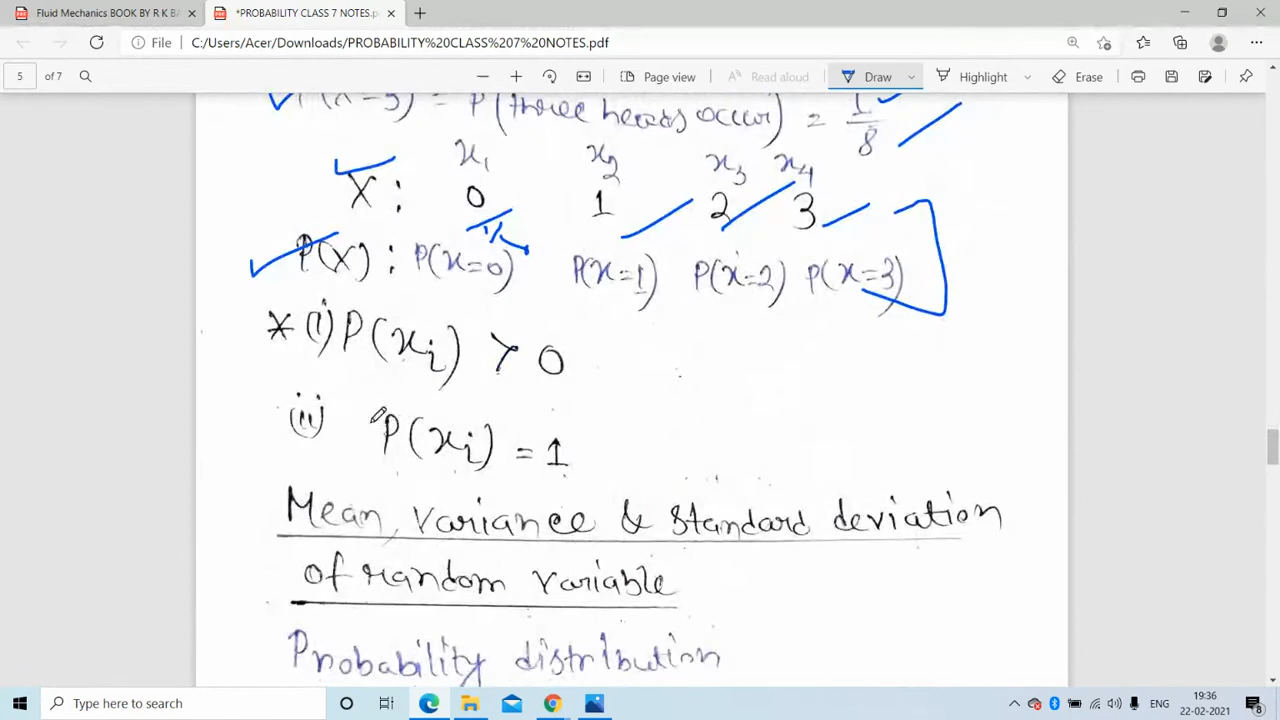 Fluid Mechanics BOOK BY R K BA
*PROBABILITY CLASS 7 NOTES.p
File C:/Users/Acer/Downloads/PROBABILITY%20CLASS%207%20NOTES.pdf
5 of 7 Page view Read aloud Draw Highlight Erase
P(three heads occur) = 1/8
x₁ x₂ x₃ x₄
X : 0 1 2 3
P(X) : P(x=0) P(x=1) P(x=2) P(x=3)
* (i) P(xᵢ) > 0
(ii) P(xᵢ) = 1
Mean, variance & standard deviation
of random variable
Probability distribution
Type here to search
ENG 19:36
22-02-2021 8